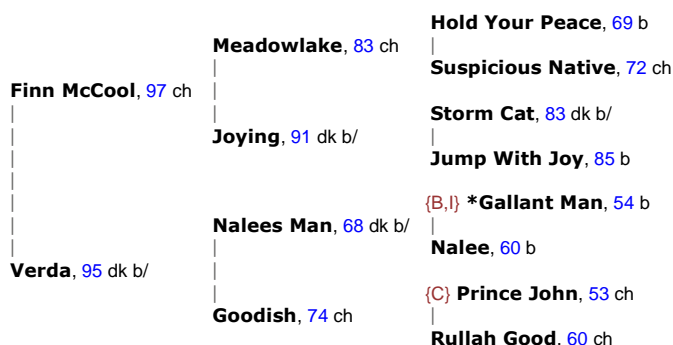 Hold Your Peace, 69 b
Meadowlake, 83 ch
Suspicious Native, 72 ch
Finn McCool, 97 ch
Storm Cat, 83 dk b/
Joying, 91 dk b/
Jump With Joy, 85 b
{B,I} *Gallant Man, 54 b
Nalees Man, 68 dk b/
Nalee, 60 b
Verda, 95 dk b/
{C} Prince John, 53 ch
Goodish, 74 ch
Rullah Good, 60 ch